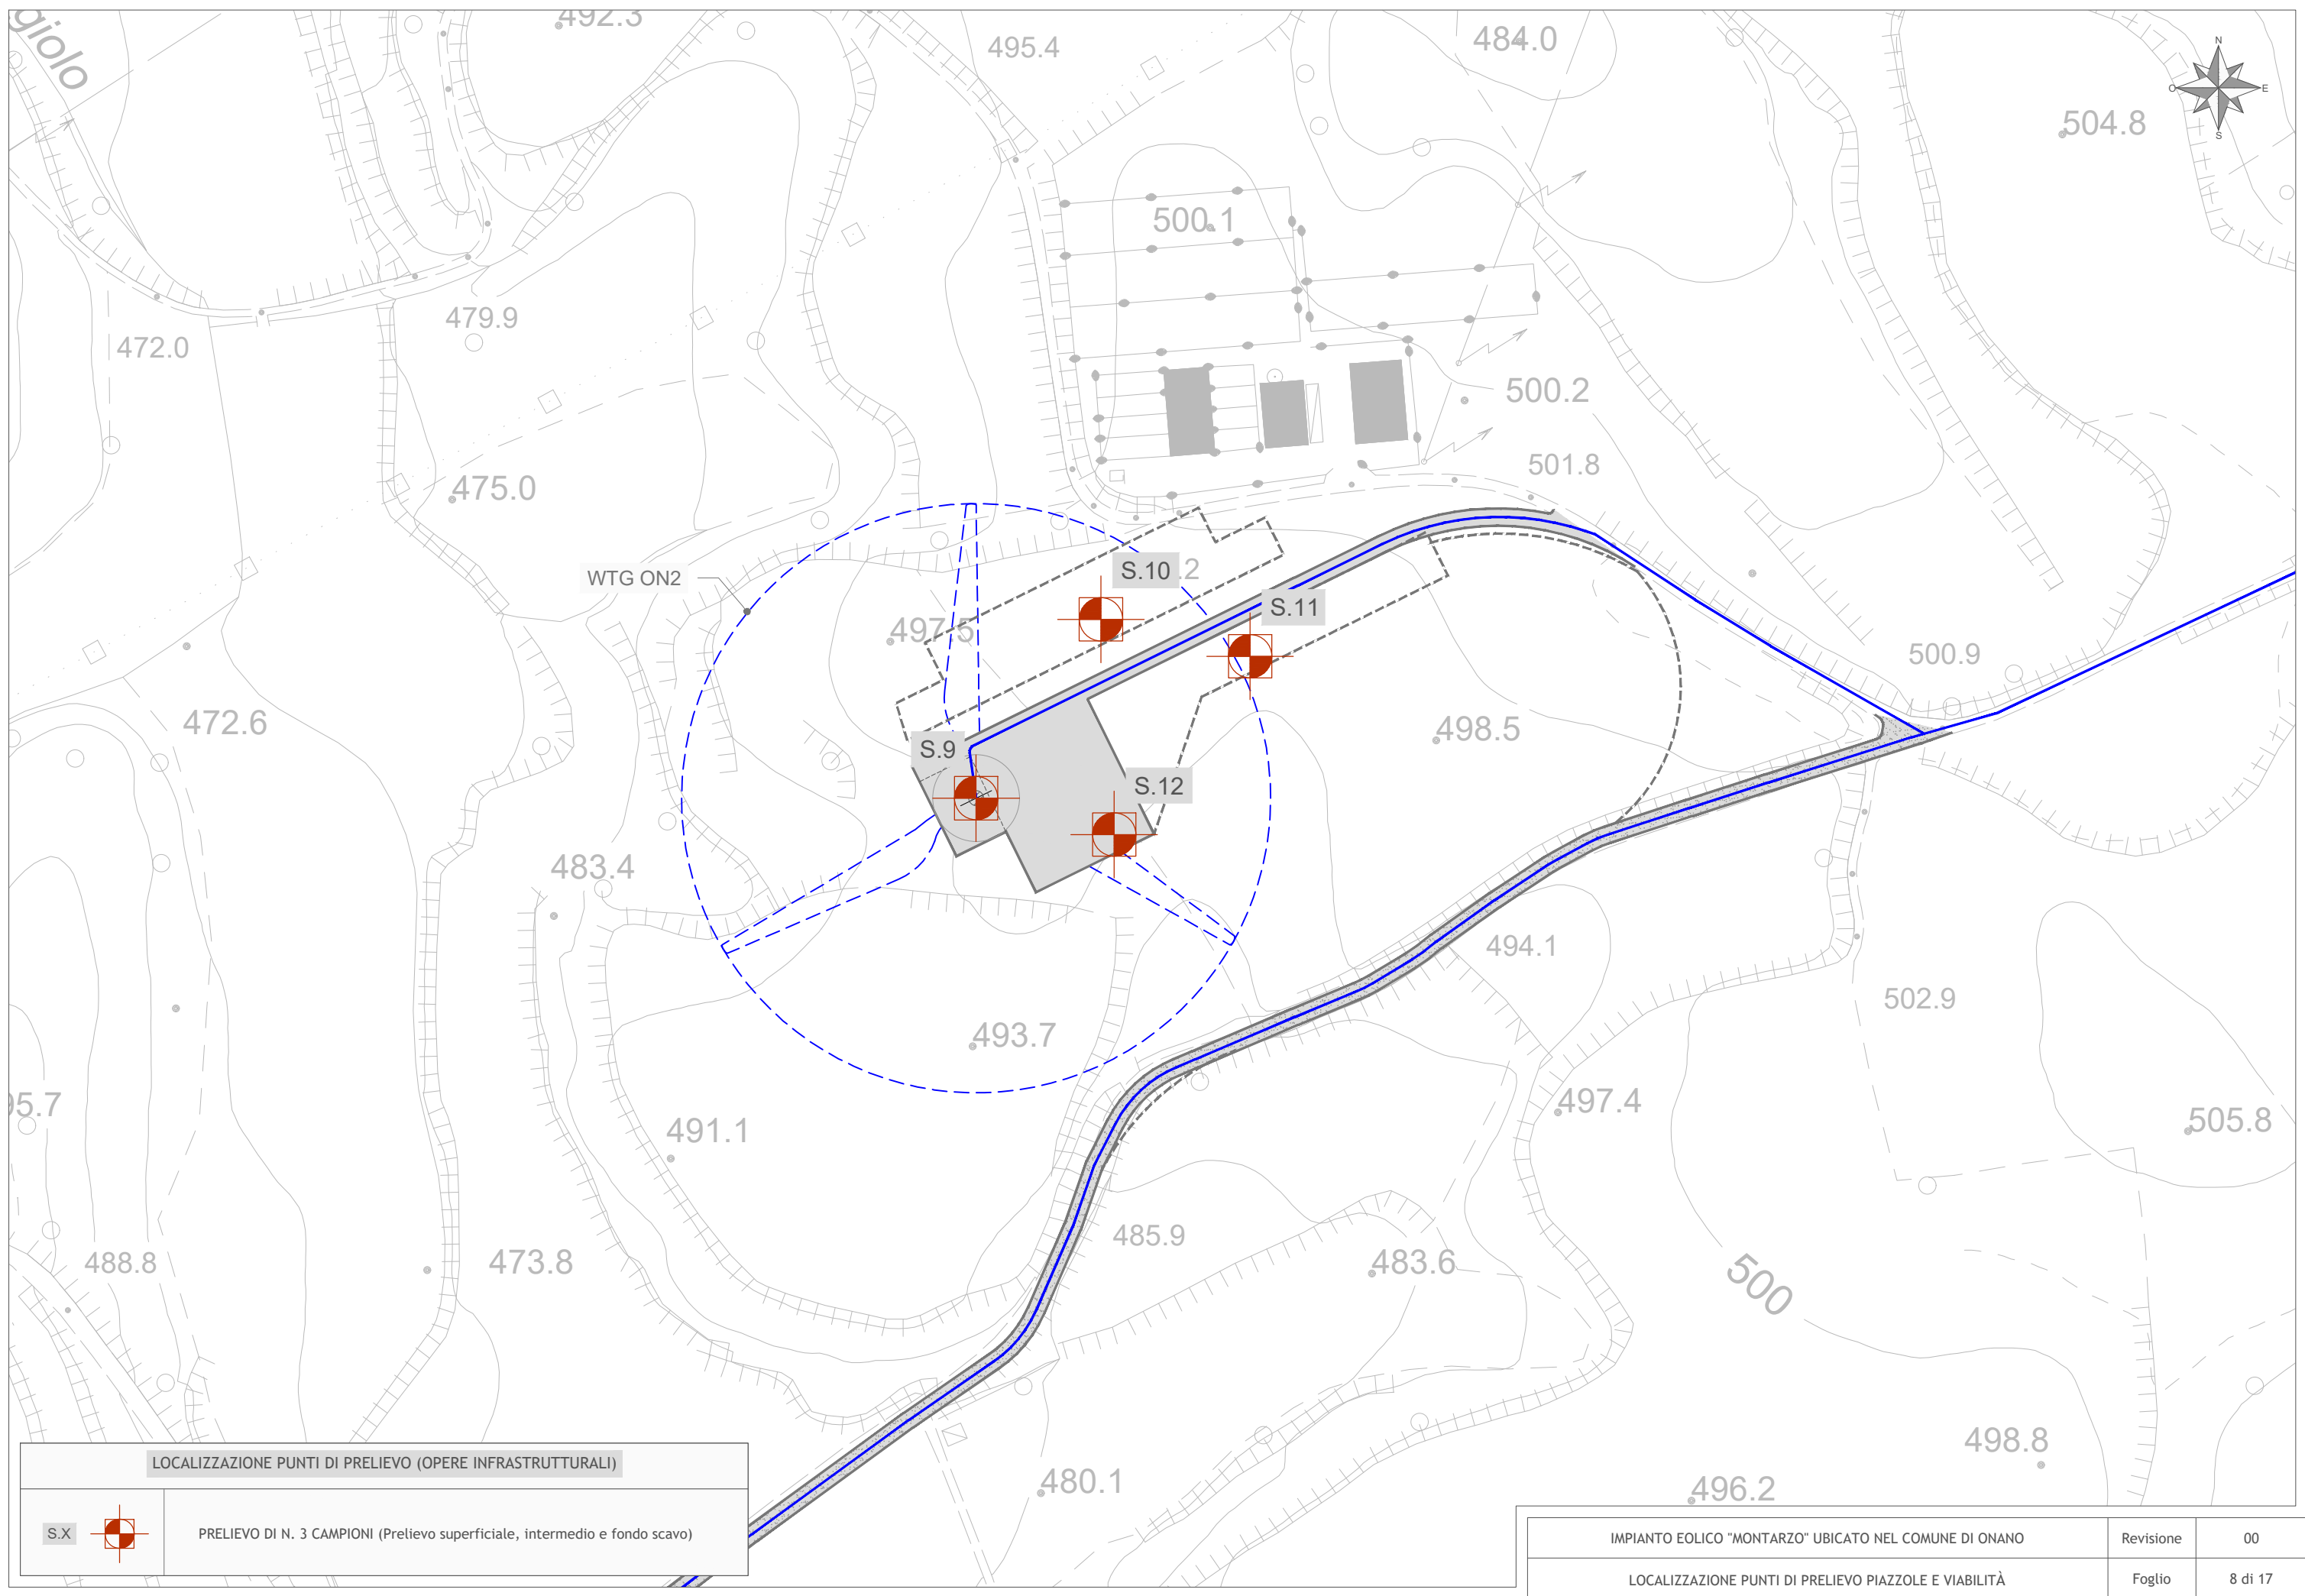 giolo
492.3
495.4
484.0
N
O
E
S
504.8
500.1
479.9
472.0
500.2
501.8
475.0
WTG ON2
S.10
.2
S.11
497.5
500.9
472.6
S.9
498.5
S.12
483.4
494.1
502.9
493.7
95.7
491.1
497.4
505.8
488.8
473.8
485.9
483.6
500
498.8
480.1
496.2
LOCALIZZAZIONE PUNTI DI PRELIEVO (OPERE INFRASTRUTTURALI)
S.X
PRELIEVO DI N. 3 CAMPIONI (Prelievo superficiale, intermedio e fondo scavo)
IMPIANTO EOLICO "MONTARZO" UBICATO NEL COMUNE DI ONANO
Revisione
00
LOCALIZZAZIONE PUNTI DI PRELIEVO PIAZZOLE E VIABILITÀ
Foglio
8 di 17